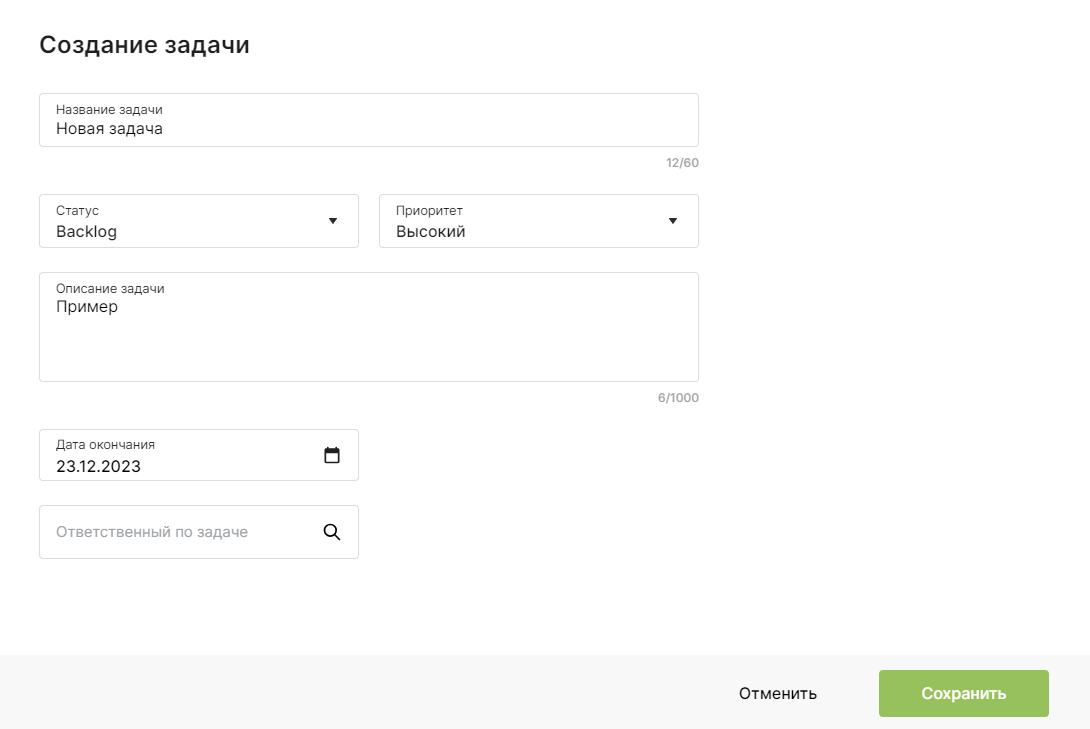 Создание задачи
Название задачи
Новая задача
12/60
Статус
Backlog
Приоритет
Высокий
Описание задачи
Пример
6/1000
Дата окончания
23.12.2023
Ответственный по задаче
Отменить
Сохранить